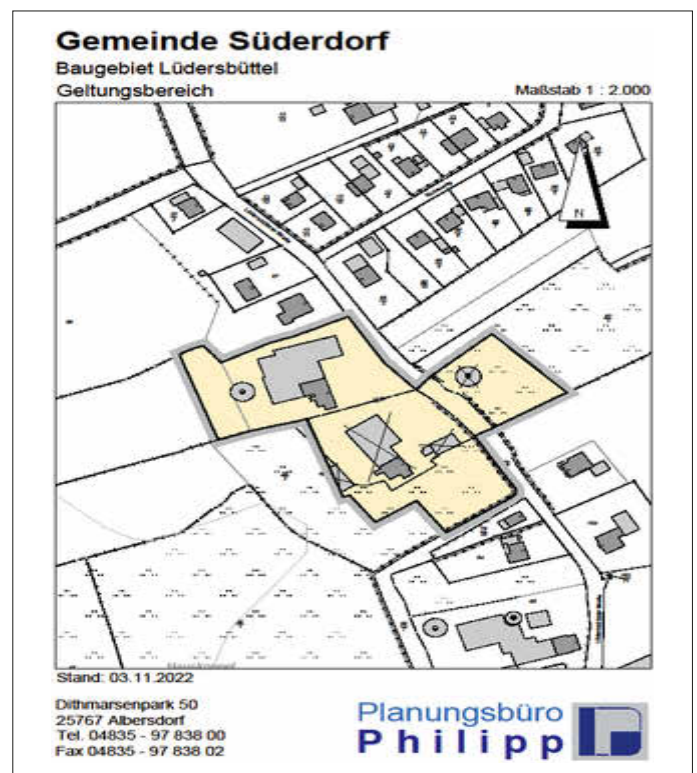 Gemeinde Süderdorf
Baugebiet Lüdersbüttel
Geltungsbereich
Maßstab 1 : 2.000
N
Stand: 03.11.2022
Dithmarsenpark 50
25767 Albersdorf
Tel. 04835 - 97 838 00
Fax 04835 - 97 838 02
Planungsbüro
Philipp